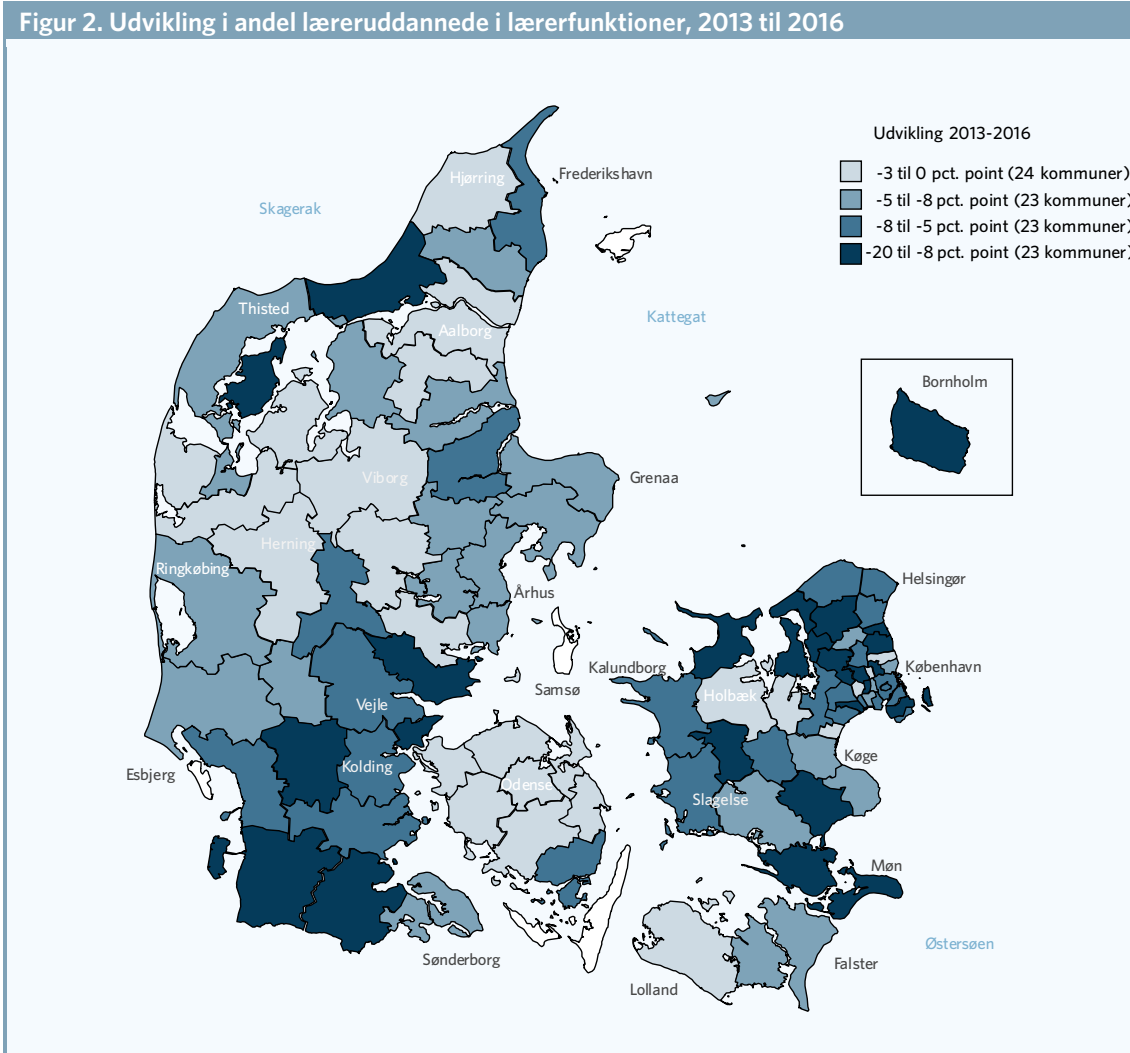 Figur 2. Udvikling i andel læreruddannede i lærerfunktioner, 2013 til 2016
Udvikling 2013-2016
-3 til 0 pct. point (24 kommuner)
-5 til -8 pct. point (23 kommuner)
-8 til -5 pct. point (23 kommuner)
-20 til -8 pct. point (23 kommuner)
Hjørring
Frederikshavn
Skagerak
Thisted
Kattegat
Aalborg
Bornholm
Viborg
Grenaa
Herning
Ringkøbing
Helsingør
Århus
Kalundborg
København
Samsø
Holbæk
Vejle
Køge
Esbjerg
Kolding
Odense
Slagelse
Møn
Østersøen
Sønderborg
Falster
Lolland